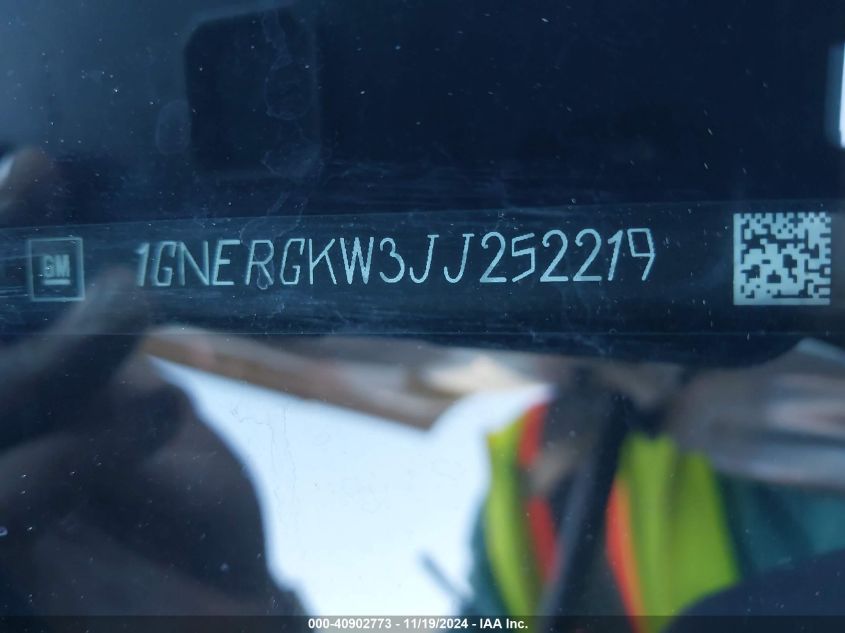 GM 1GNERGKW3JJ252219
000-40902773 - 11/19/2024 - IAA Inc.